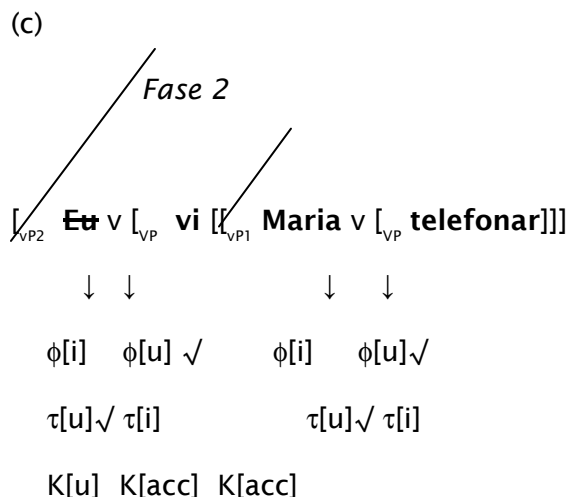 (c)
Fase 2
[vP2 Eu v [VP vi [[vP1 Maria v [VP telefonar]]]
↓ ↓ ↓ ↓
ϕ[i] ϕ[u] √ ϕ[i] ϕ[u]√
τ[u]√ τ[i] τ[u]√ τ[i]
K[u] K[acc] K[acc]